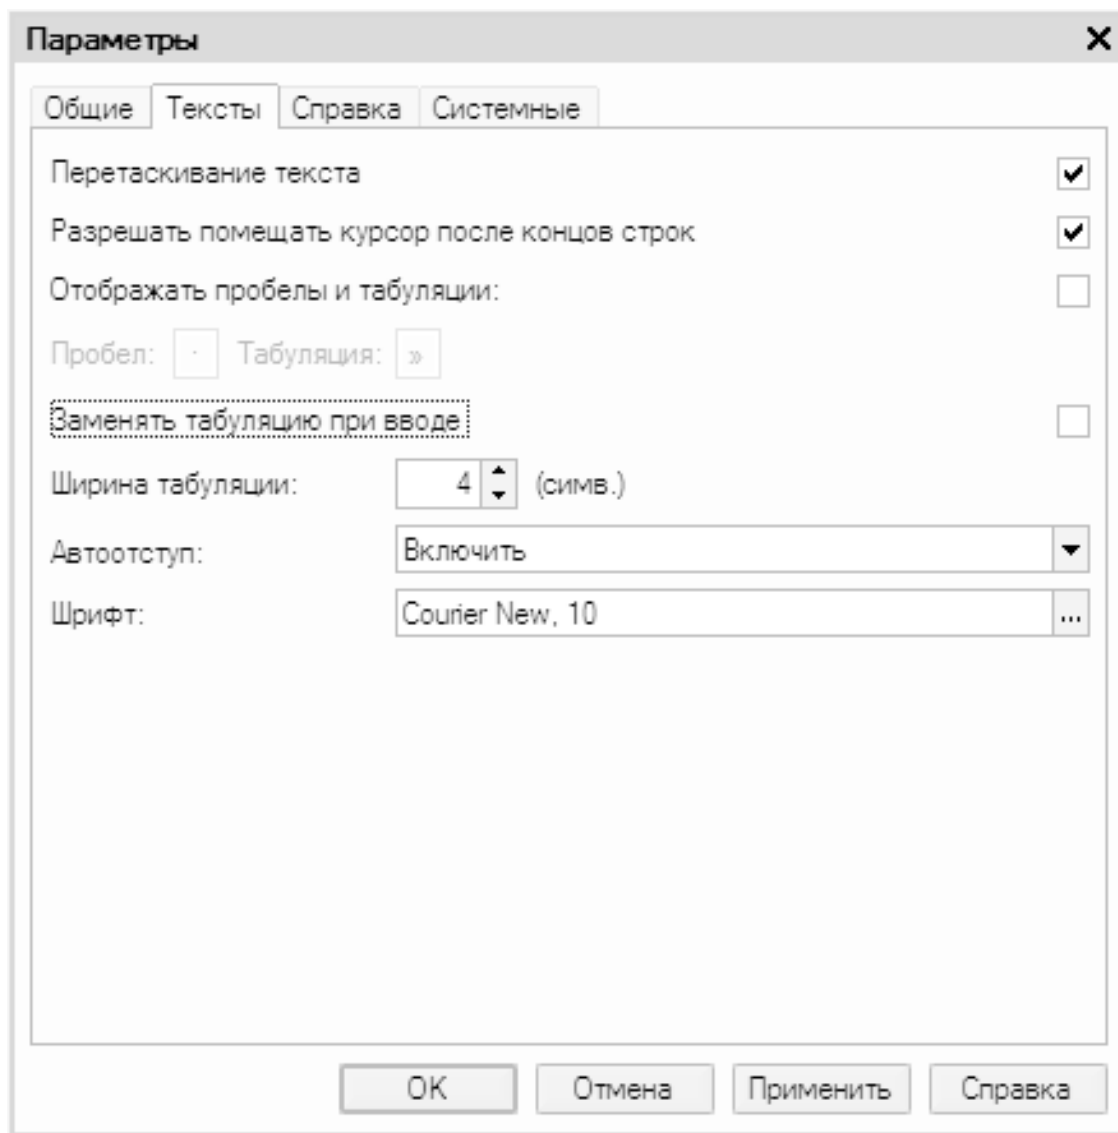 Параметры
Общие Тексты Справка Системные
Перетаскивание текста
Разрешать помещать курсор после концов строк
Отображать пробелы и табуляции:
Пробел: · Табуляция: »
Заменять табуляцию при вводе
Ширина табуляции: 4 (симв.)
Автоотступ: Включить
Шрифт: Courier New, 10 ...
OK Отмена Применить Справка